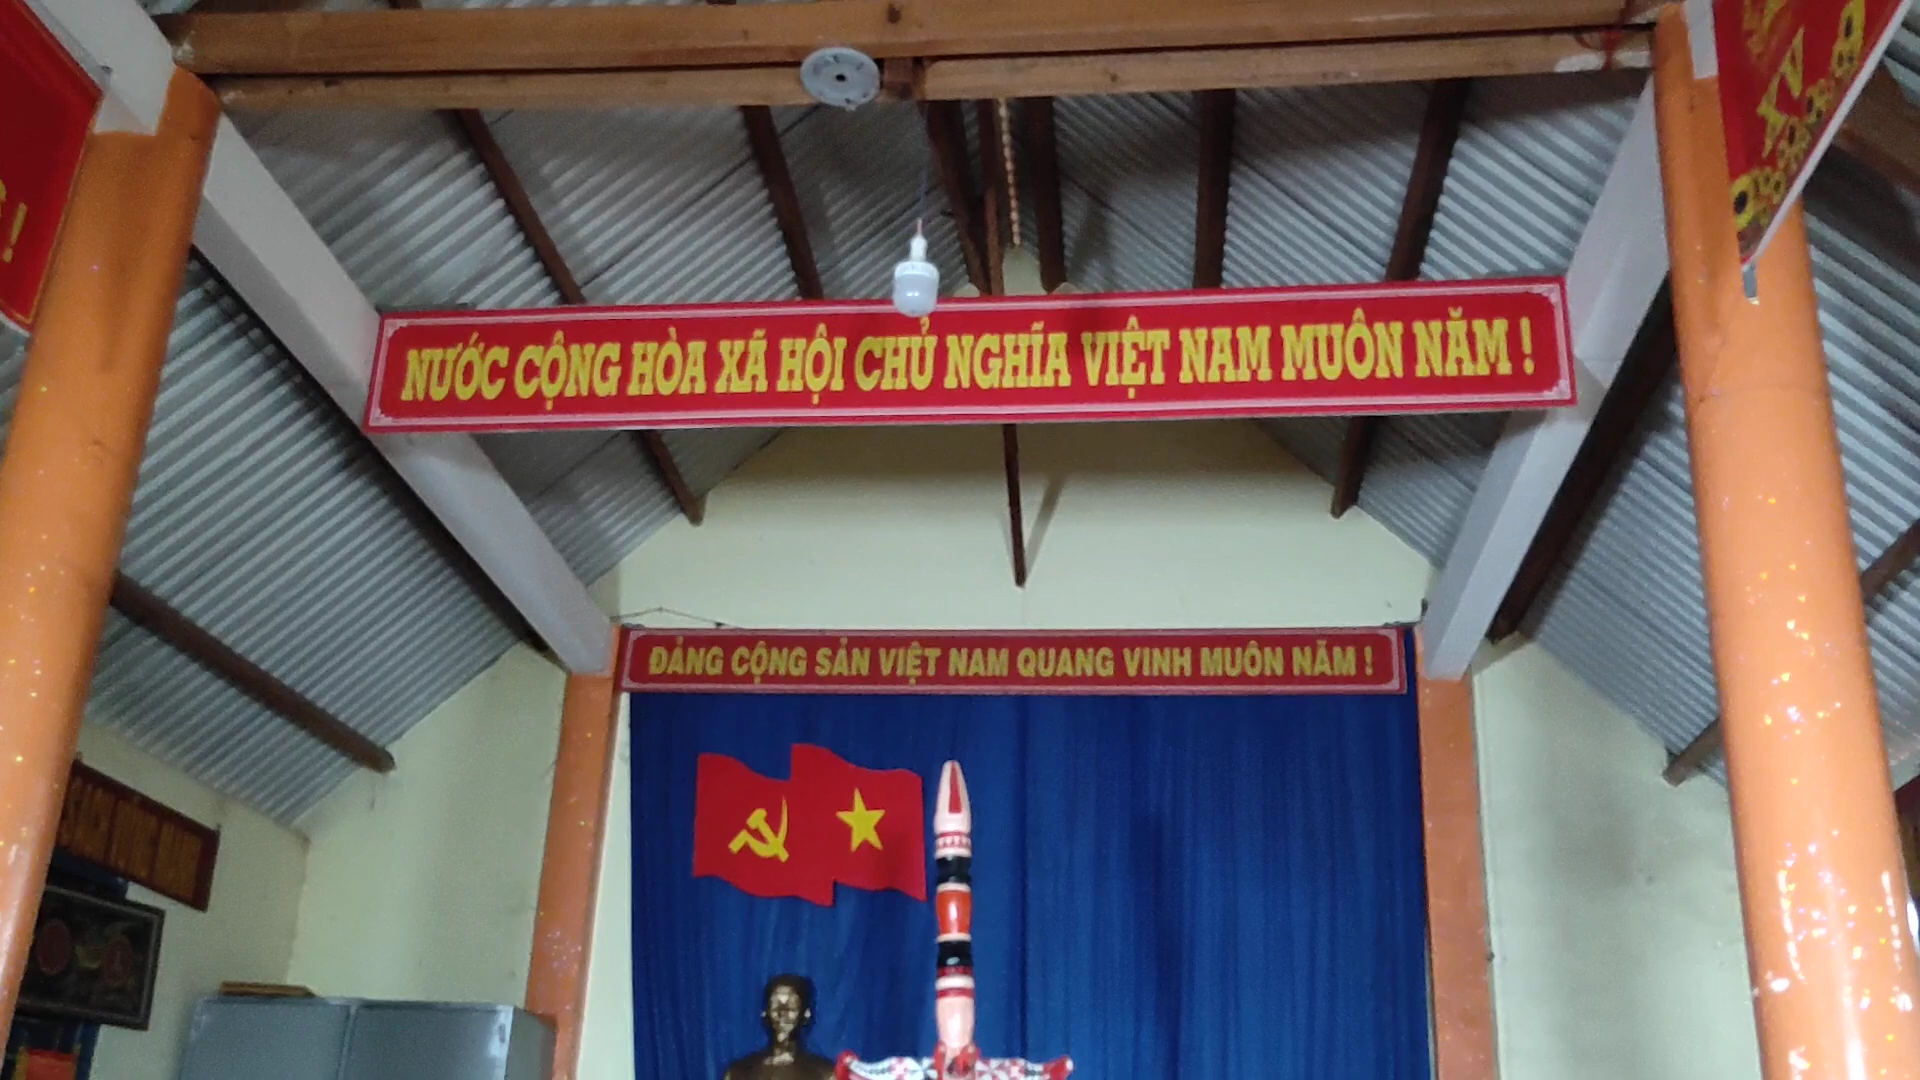 NƯỚC CỘNG HÒA XÃ HỘI CHỦ NGHĨA VIỆT NAM MUÔN NĂM !
ĐẢNG CỘNG SẢN VIỆT NAM QUANG VINH MUÔN NĂM !
XV